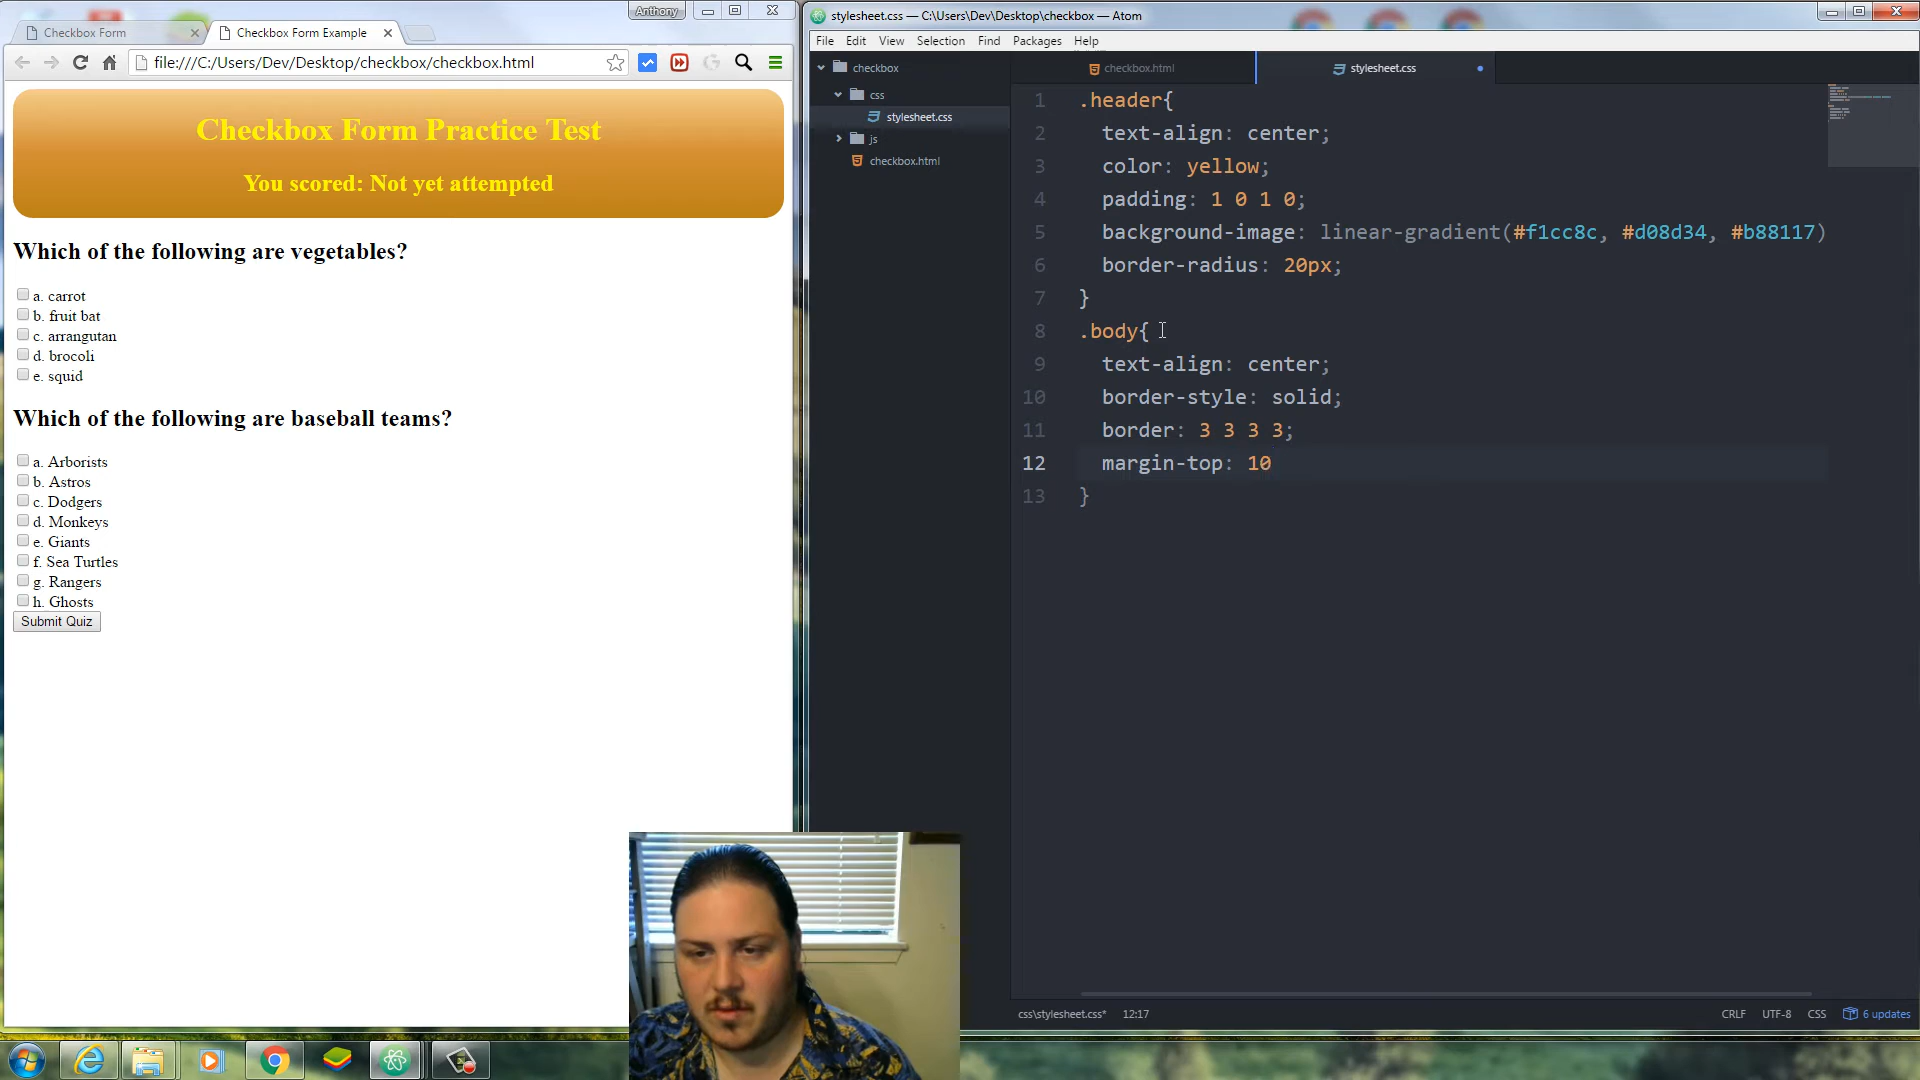 Anthony
Checkbox Form
Checkbox Form Example
file:///C:/Users/Dev/Desktop/checkbox/checkbox.html
Checkbox Form Practice Test
You scored: Not yet attempted
Which of the following are vegetables?
a. carrot
b. fruit bat
c. arrangutan
d. brocoli
e. squid
Which of the following are baseball teams?
a. Arborists
b. Astros
c. Dodgers
d. Monkeys
e. Giants
f. Sea Turtles
g. Rangers
h. Ghosts
Submit Quiz
stylesheet.css — C:\Users\Dev\Desktop\checkbox — Atom
File Edit View Selection Find Packages Help
checkbox
css
stylesheet.css
js
checkbox.html
checkbox.html
stylesheet.css
1 .header{
2 text-align: center;
3 color: yellow;
4 padding: 1 0 1 0;
5 background-image: linear-gradient(#f1cc8c, #d08d34, #b88117)
6 border-radius: 20px;
7 }
8 .body{
9 text-align: center;
10 border-style: solid;
11 border: 3 3 3 3;
12 margin-top: 10
13 }
css\stylesheet.css* 12:17
CRLF UTF-8 CSS 6 updates